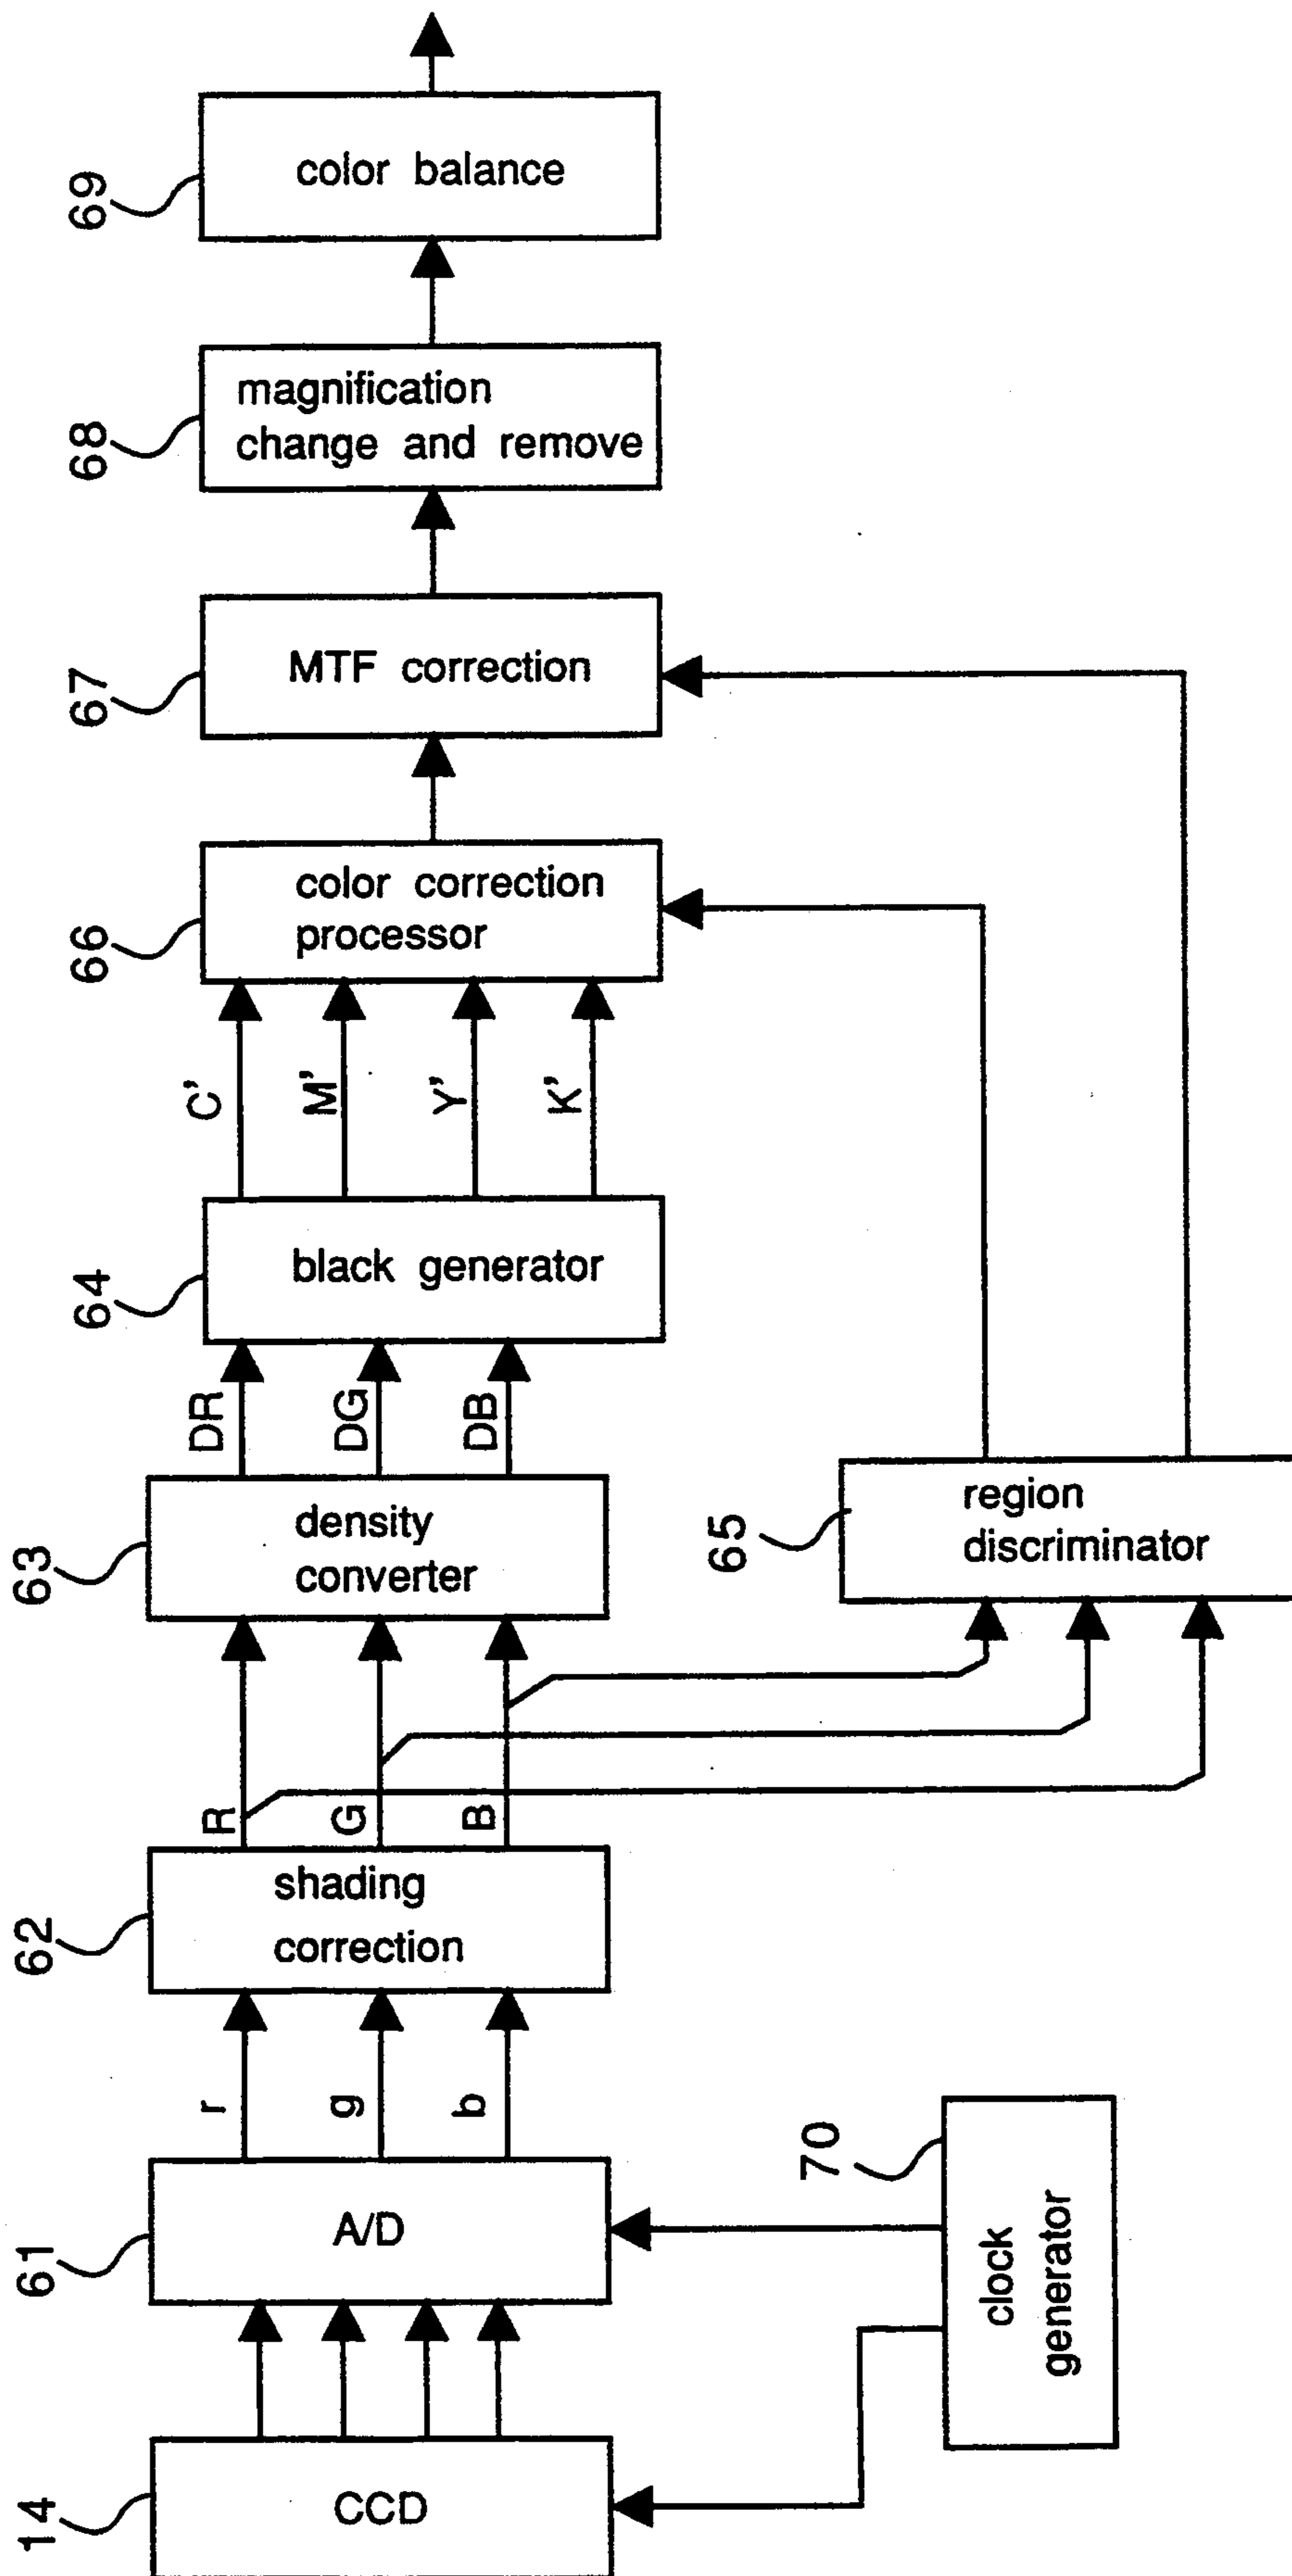 69
color balance
68
magnification
change and remove
67
MTF correction
66
color correction
processor
C'
M'
Y'
K'
64
black generator
DR
DG
DB
63
density
converter
65
region
discriminator
R
G
B
62
shading
correction
r
g
b
61
A/D
70
clock
generator
14
CCD